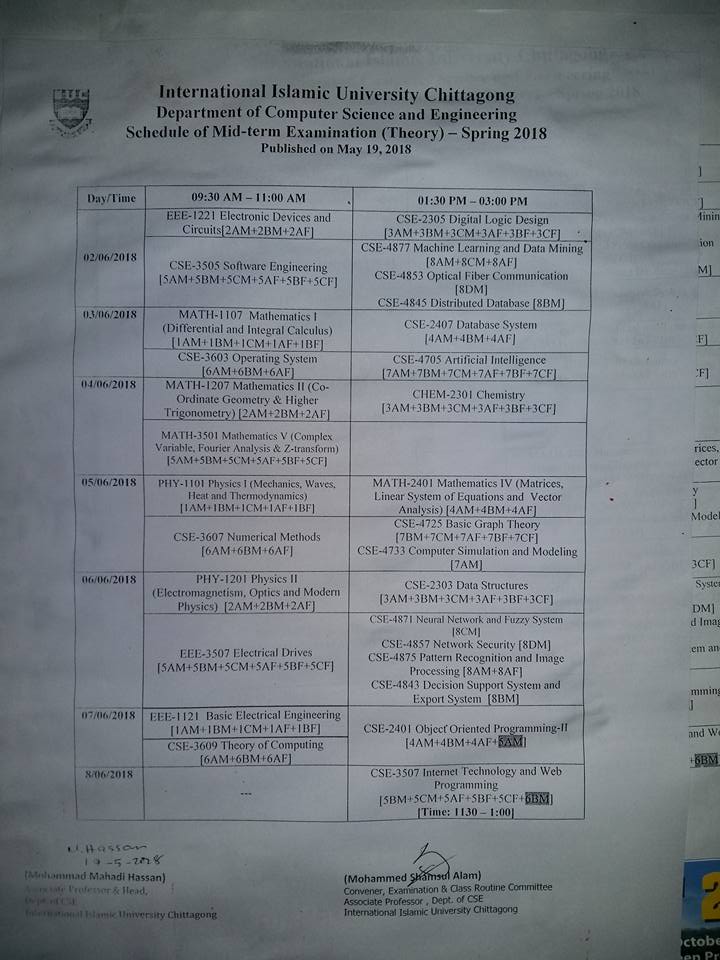 International Islamic University Chittagong
Department of Computer Science and Engineering
Schedule of Mid-term Examination (Theory) – Spring 2018
Published on May 19, 2018
Day/Time
09:30 AM – 11:00 AM
01:30 PM – 03:00 PM
02/06/2018
EEE-1221 Electronic Devices and
Circuits[2AM+2BM+2AF]
CSE-2305 Digital Logic Design
[3AM+3BM+3CM+3AF+3BF+3CF]
CSE-3505 Software Engineering
[5AM+5BM+5CM+5AF+5BF+5CF]
CSE-4877 Machine Learning and Data Mining
[8AM+8CM+8AF]
CSE-4853 Optical Fiber Communication
[8DM]
CSE-4845 Distributed Database [8BM]
03/06/2018
MATH-1107 Mathematics I
(Differential and Integral Calculus)
[1AM+1BM+1CM+1AF+1BF]
CSE-2407 Database System
[4AM+4BM+4AF]
CSE-3603 Operating System
[6AM+6BM+6AF]
CSE-4705 Artificial Intelligence
[7AM+7BM+7CM+7AF+7BF+7CF]
04/06/2018
MATH-1207 Mathematics II (Co-
Ordinate Geometry & Higher
Trigonometry) [2AM+2BM+2AF]
CHEM-2301 Chemistry
[3AM+3BM+3CM+3AF+3BF+3CF]
MATH-3501 Mathematics V (Complex
Variable, Fourier Analysis & Z-transform)
[5AM+5BM+5CM+5AF+5BF+5CF]
05/06/2018
PHY-1101 Physics I (Mechanics, Waves,
Heat and Thermodynamics)
[1AM+1BM+1CM+1AF+1BF]
MATH-2401 Mathematics IV (Matrices,
Linear System of Equations and Vector
Analysis) [4AM+4BM+4AF]
CSE-3607 Numerical Methods
[6AM+6BM+6AF]
CSE-4725 Basic Graph Theory
[7BM+7CM+7AF+7BF+7CF]
CSE-4733 Computer Simulation and Modeling
[7AM]
06/06/2018
PHY-1201 Physics II
(Electromagnetism, Optics and Modern
Physics) [2AM+2BM+2AF]
CSE-2303 Data Structures
[3AM+3BM+3CM+3AF+3BF+3CF]
EEE-3507 Electrical Drives
[5AM+5BM+5CM+5AF+5BF+5CF]
CSE-4871 Neural Network and Fuzzy System
[8CM]
CSE-4857 Network Security [8DM]
CSE-4875 Pattern Recognition and Image
Processing [8AM+8AF]
CSE-4843 Decision Support System and
Export System [8BM]
07/06/2018
EEE-1121 Basic Electrical Engineering
[1AM+1BM+1CM+1AF+1BF]
CSE-2401 Object Oriented Programming-II
[4AM+4BM+4AF+5AM]
CSE-3609 Theory of Computing
[6AM+6BM+6AF]
8/06/2018
---
CSE-3507 Internet Technology and Web
Programming
[5BM+5CM+5AF+5BF+5CF+6BM]
[Time: 1130 – 1:00]
(Mohammad Mahadi Hassan)
Associate Professor & Head,
Dept of CSE
International Islamic University Chittagong
(Mohammed Shamsul Alam)
Convener, Examination & Class Routine Committee
Associate Professor , Dept. of CSE
International Islamic University Chittagong